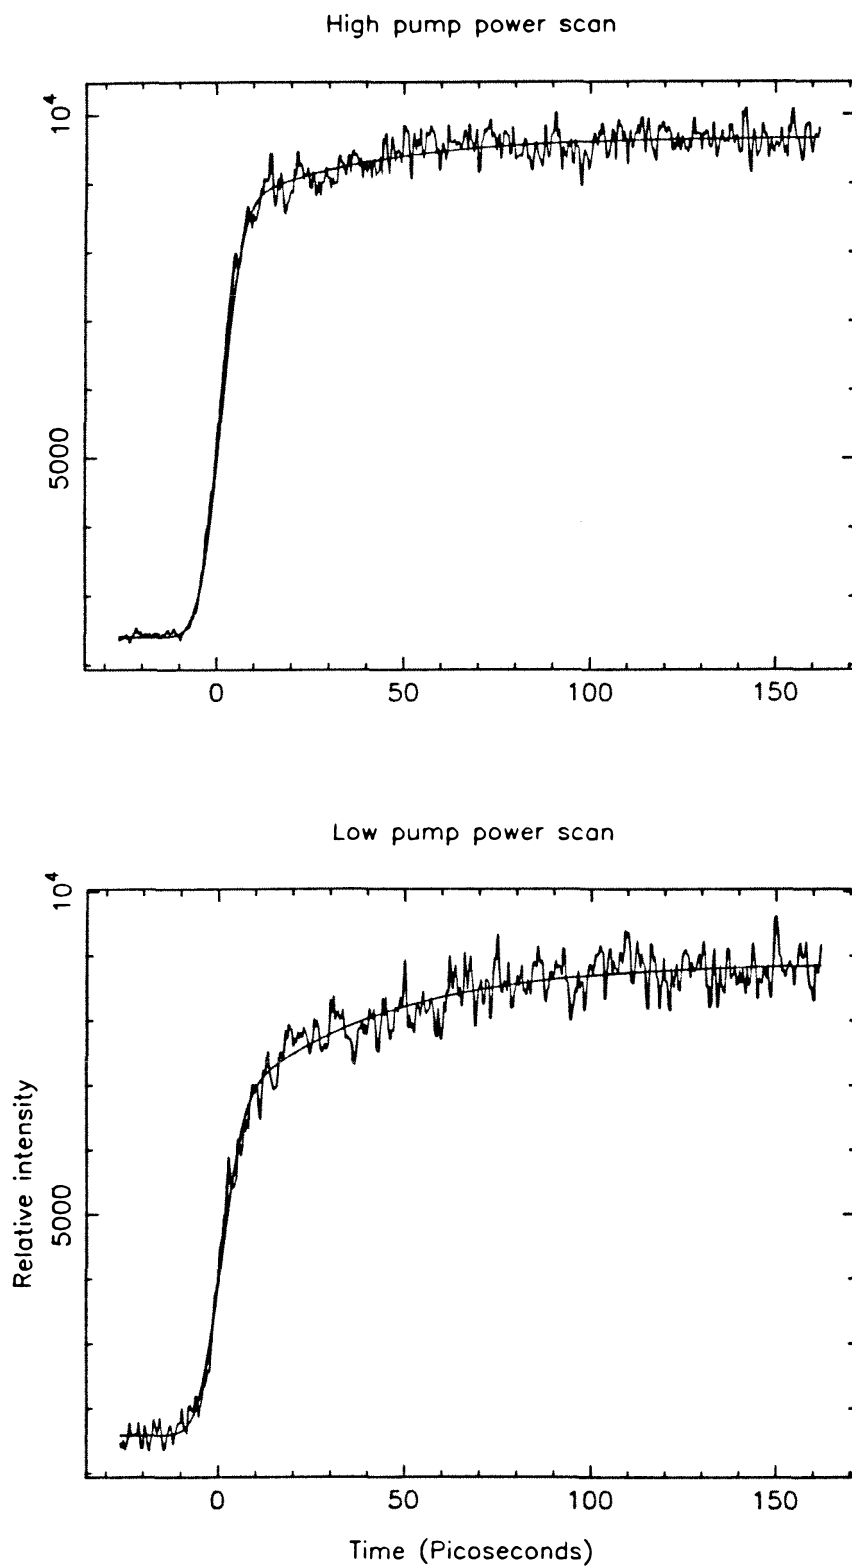 High pump power scan
10⁴
5000
0 50 100 150
Low pump power scan
10⁴
5000
Relative intensity
0 50 100 150
Time (Picoseconds)